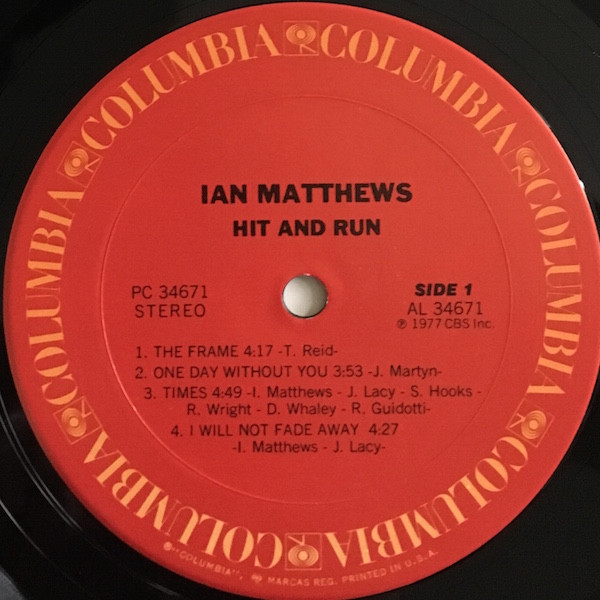 COLUMBIA COLUMBIA COLUMBIA COLUMBIA COLUMBIA COLUMBIA
IAN MATTHEWS
HIT AND RUN
PC 34671
STEREO
SIDE 1
AL 34671
℗ 1977 CBS Inc.
1. THE FRAME 4:17 -T. Reid-
2. ONE DAY WITHOUT YOU 3:53 -J. Martyn-
3. TIMES 4:49 -I. Matthews - J. Lacy - S. Hooks -
R. Wright - D. Whaley - R. Guidotti-
4. I WILL NOT FADE AWAY 4:27
-I. Matthews - J. Lacy-
®"COLUMBIA", MARCAS REG. PRINTED IN U.S.A.